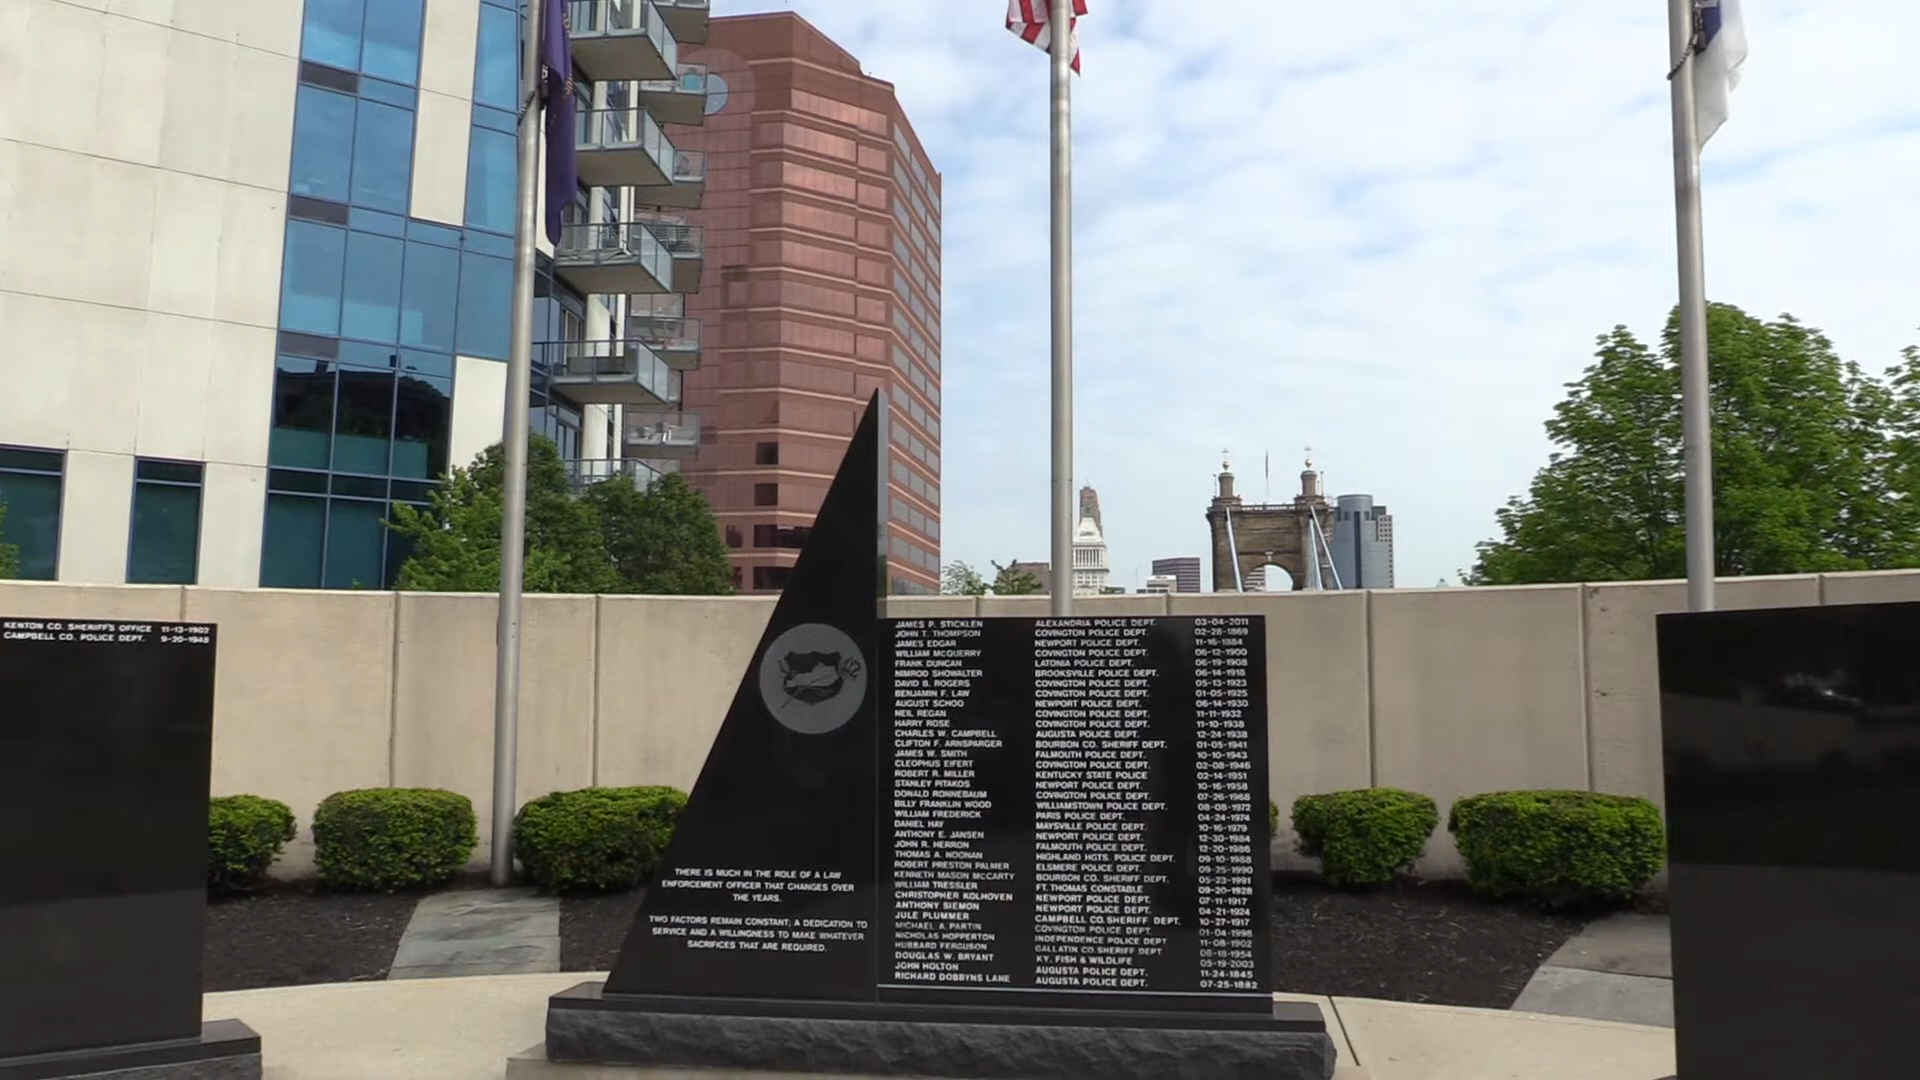 KENTON CO. SHERIFF'S OFFICE 11-13-1902
CAMPBELL CO. POLICE DEPT. 9-20-1948
THERE IS MUCH IN THE ROLE OF A LAW
ENFORCEMENT OFFICER THAT CHANGES OVER
THE YEARS.
TWO FACTORS REMAIN CONSTANT; A DEDICATION TO
SERVICE AND A WILLINGNESS TO MAKE WHATEVER
SACRIFICES THAT ARE REQUIRED.
JAMES P. STICKLEN ALEXANDRIA POLICE DEPT. 03-04-2011
JOHN T. THOMPSON COVINGTON POLICE DEPT. 02-28-1869
JAMES EDGAR NEWPORT POLICE DEPT. 11-16-1884
WILLIAM MCQUERRY COVINGTON POLICE DEPT. 06-12-1900
FRANK DUNCAN LATONIA POLICE DEPT. 06-19-1908
NIMROD SHOWALTER BROOKSVILLE POLICE DEPT. 06-14-1918
DAVID B. ROGERS COVINGTON POLICE DEPT. 05-13-1923
BENJAMIN F. LAW COVINGTON POLICE DEPT. 01-05-1925
AUGUST SCHOO NEWPORT POLICE DEPT. 06-14-1930
NEIL REGAN COVINGTON POLICE DEPT. 11-11-1932
HARRY ROSE COVINGTON POLICE DEPT. 11-10-1938
CHARLES W. CAMPBELL AUGUSTA POLICE DEPT. 12-24-1938
CLIFTON F. ARNSPARGER BOURBON CO. SHERIFF DEPT. 01-05-1941
JAMES W. SMITH FALMOUTH POLICE DEPT. 10-10-1943
CLEOPHUS EIFERT COVINGTON POLICE DEPT. 02-08-1946
ROBERT R. MILLER KENTUCKY STATE POLICE 02-14-1951
STANLEY PITAKOS NEWPORT POLICE DEPT. 10-16-1958
DONALD RONNEBAUM COVINGTON POLICE DEPT. 07-26-1968
BILLY FRANKLIN WOOD WILLIAMSTOWN POLICE DEPT. 08-08-1972
WILLIAM FREDERICK PARIS POLICE DEPT. 04-24-1974
DANIEL HAY MAYSVILLE POLICE DEPT. 10-16-1979
ANTHONY E. JANSEN NEWPORT POLICE DEPT. 12-30-1984
JOHN R. HERRON FALMOUTH POLICE DEPT. 12-20-1986
THOMAS A. NOONAN HIGHLAND HGTS. POLICE DEPT. 09-10-1988
ROBERT PRESTON PALMER ELSMERE POLICE DEPT. 09-25-1990
KENNETH MASON MCCARTY BOURBON CO. SHERIFF DEPT. 05-23-1991
WILLIAM TRESSLER FT. THOMAS CONSTABLE 09-20-1928
CHRISTOPHER KOLHOVEN NEWPORT POLICE DEPT. 07-11-1917
ANTHONY SIEMON NEWPORT POLICE DEPT. 04-21-1924
JULE PLUMMER CAMPBELL CO. SHERIFF DEPT. 10-27-1917
MICHAEL A. PARTIN COVINGTON POLICE DEPT. 01-04-1998
NICHOLAS HOPPERTON INDEPENDENCE POLICE DEPT 11-08-1902
HUBBARD FERGUSON GALLATIN CO. SHERIFF DEPT 08-18-1954
DOUGLAS W. BRYANT KY. FISH & WILDLIFE 05-19-2003
JOHN HOLTON AUGUSTA POLICE DEPT. 11-24-1845
RICHARD DOBBYNS LANE AUGUSTA POLICE DEPT. 07-25-1882